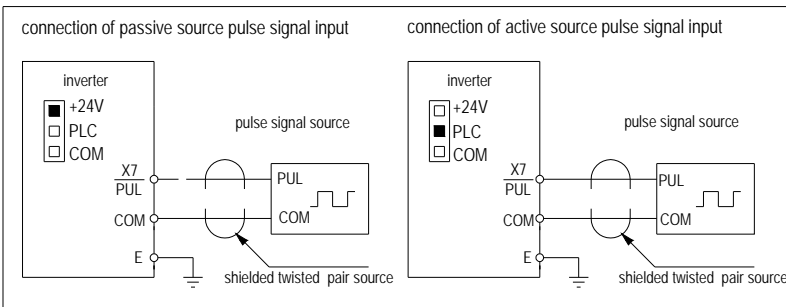 connection of passive source pulse signal input
inverter
+24V
PLC
COM
X7
PUL
COM
E
pulse signal source
PUL
COM
shielded twisted pair source
connection of active source pulse signal input
inverter
+24V
PLC
COM
X7
PUL
COM
E
pulse signal source
PUL
COM
shielded twisted pair source